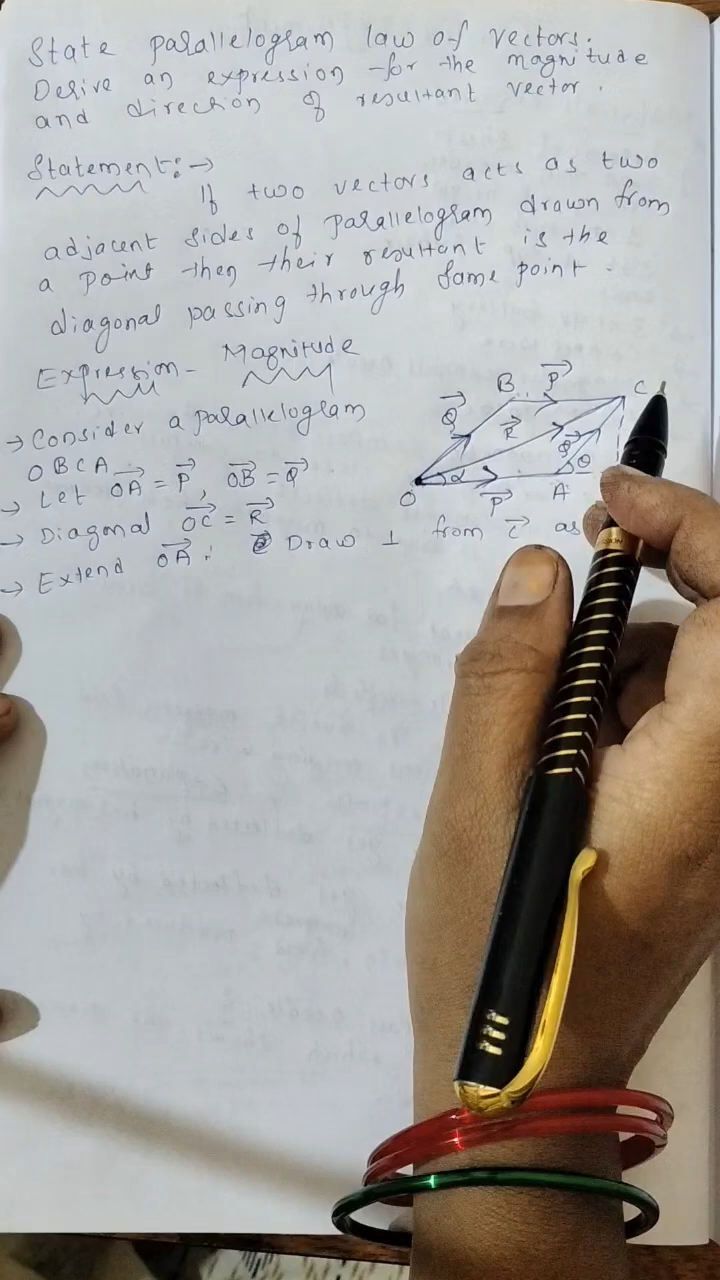 State parallelogram law of vectors.
Derive an expression for the magnitude
and direction of resultant vector.
Statement:→
If two vectors acts as two
adjacent sides of parallelogram drawn from
a point then their resultant is the
diagonal passing through same point.
Expression- Magnitude
→ Consider a parallelogram
OBCA.
→ Let OA⃗ = P⃗, OB⃗ = Q⃗
→ Diagonal OC⃗ = R⃗
→ Extend OA⃗. Draw ⊥ from C⃗ as
B P⃗ C
Q⃗ R⃗ Q⃗
α θ
O P⃗ A